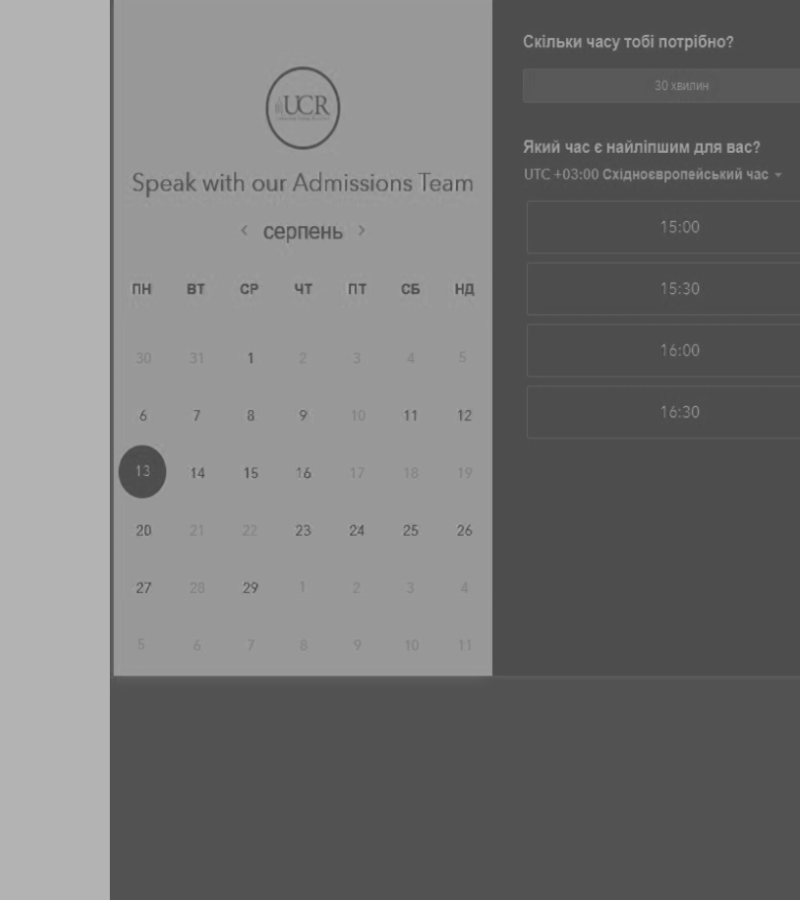 UCR
Speak with our Admissions Team
‹ серпень ›
ПН ВТ СР ЧТ ПТ СБ НД
30 31 1 2 3 4 5
6 7 8 9 10 11 12
13 14 15 16 17 18 19
20 21 22 23 24 25 26
27 28 29 1 2 3 4
5 6 7 8 9 10 11
Скільки часу тобі потрібно?
30 хвилин
Який час є найліпшим для вас?
UTC +03:00 Східноєвропейський час
15:00
15:30
16:00
16:30